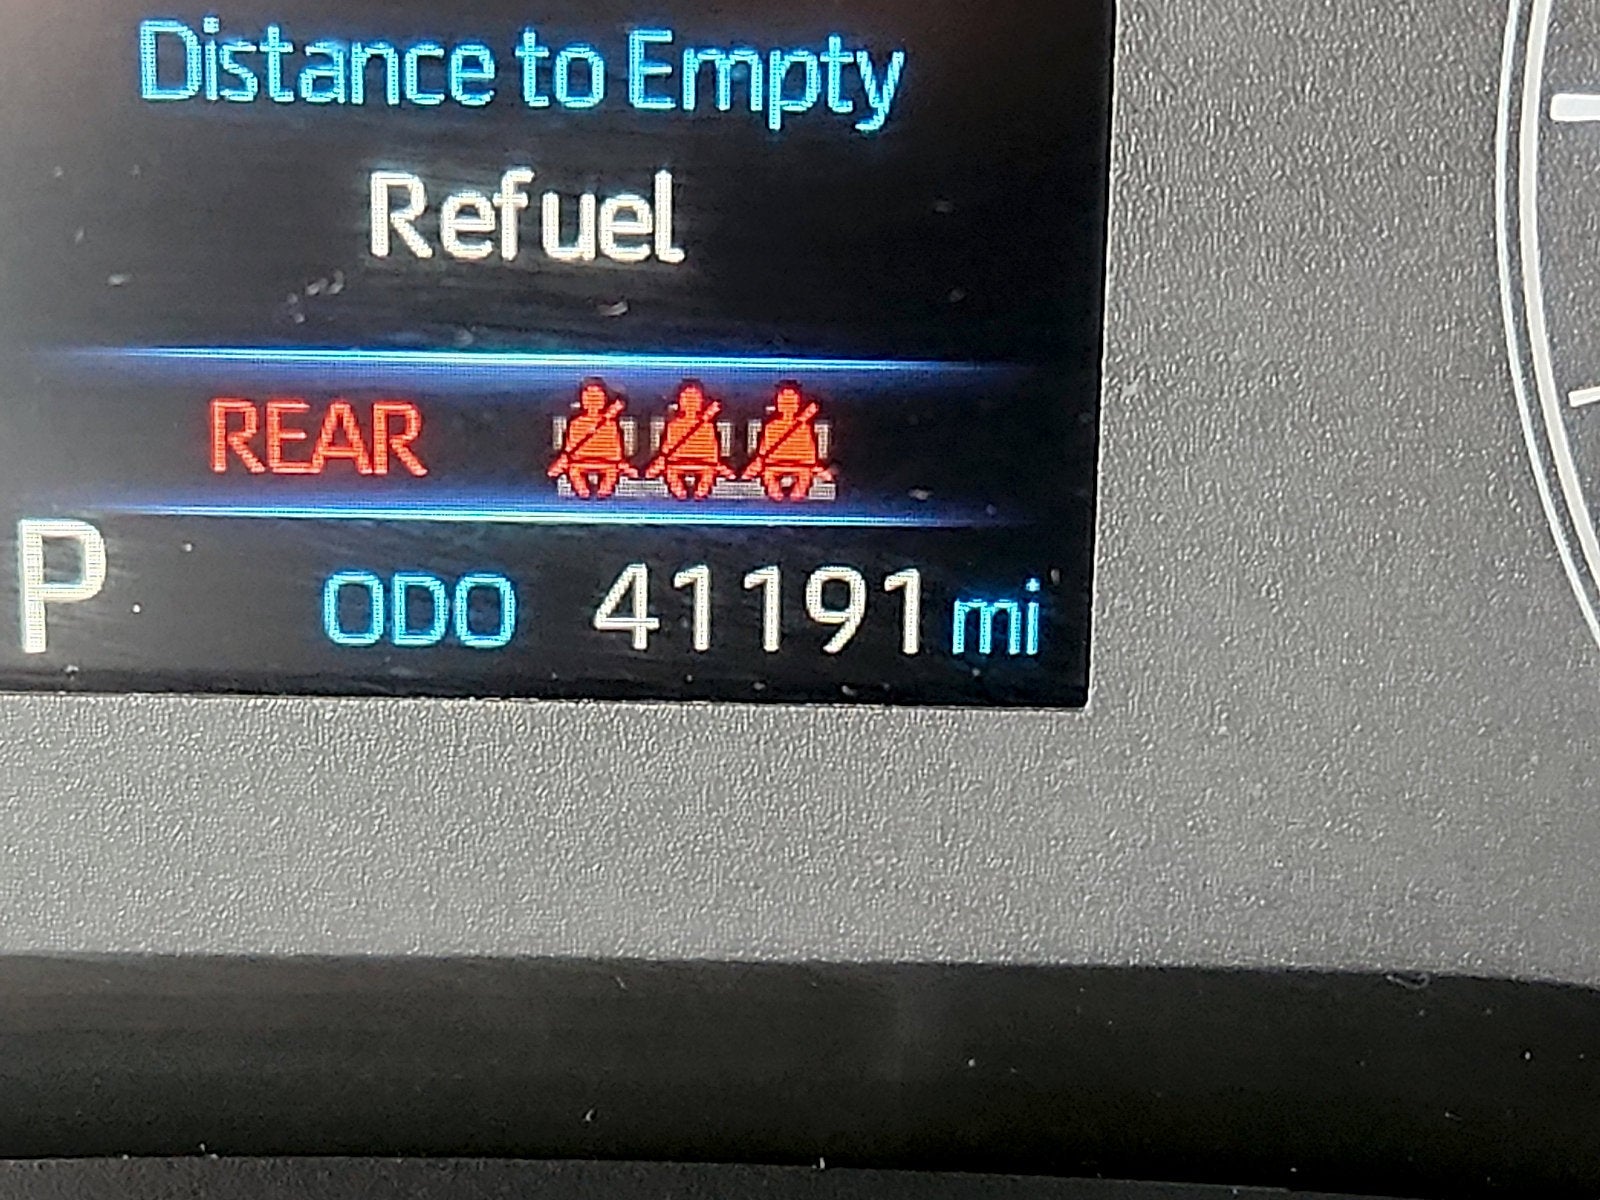 Distance to Empty
Refuel
REAR
P ODO 41191 mi